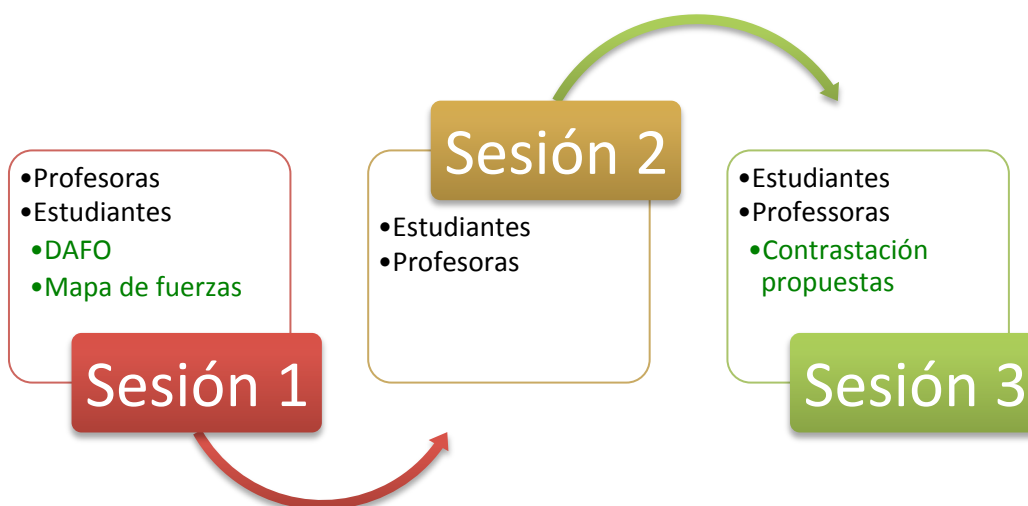 •Profesoras
•Estudiantes
•DAFO
•Mapa de fuerzas
Sesión 1
Sesión 2
•Estudiantes
•Profesoras
•Estudiantes
•Professoras
•Contrastación
propuestas
Sesión 3